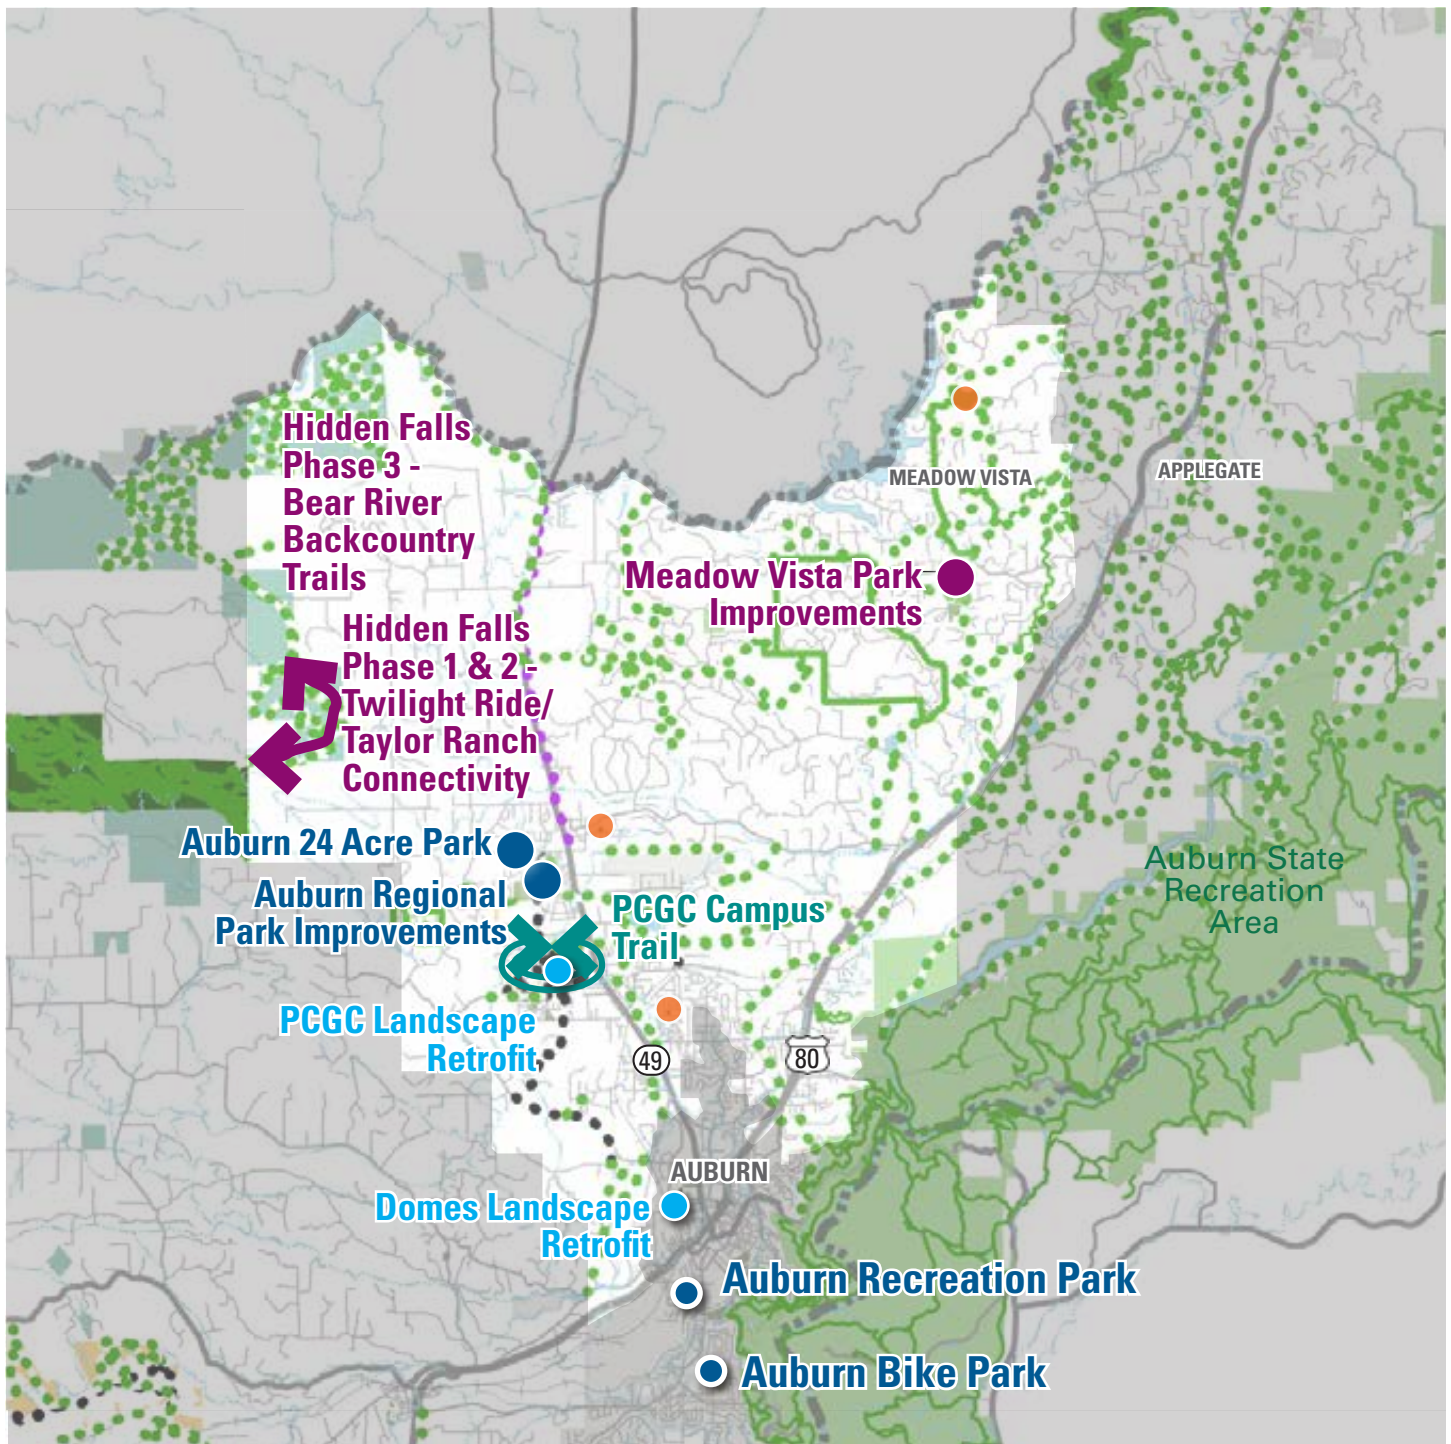 Hidden Falls
Phase 3 -
Bear River
Backcountry
Trails
MEADOW VISTA
APPLEGATE
Meadow Vista Park
Improvements
Hidden Falls
Phase 1 & 2 -
Twilight Ride/
Taylor Ranch
Connectivity
Auburn 24 Acre Park
Auburn Regional
Park Improvements
PCGC Campus
Trail
Auburn State
Recreation
Area
PCGC Landscape
Retrofit
49
80
AUBURN
Domes Landscape
Retrofit
Auburn Recreation Park
Auburn Bike Park